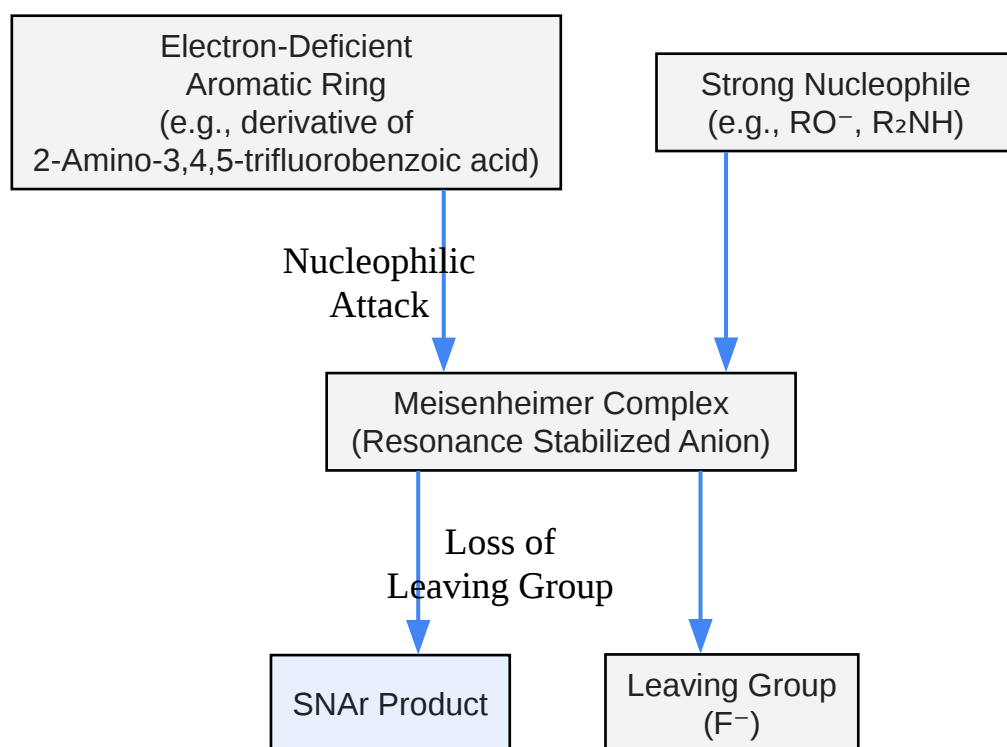 Electron-Deficient
Aromatic Ring
(e.g., derivative of
2-Amino-3,4,5-trifluorobenzoic acid)
Strong Nucleophile
(e.g., RO⁻, R₂NH)
Nucleophilic
Attack
Meisenheimer Complex
(Resonance Stabilized Anion)
Loss of
Leaving Group
SNAr Product
Leaving Group
(F⁻)